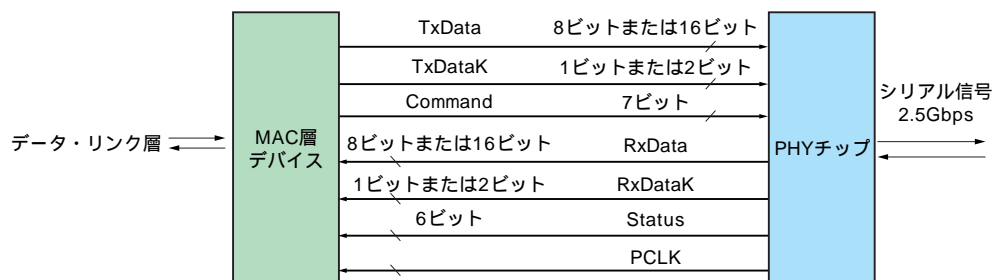 TxData 8ビットまたは16ビット
TxDataK 1ビットまたは2ビット
Command 7ビット
シリアル信号
2.5Gbps
データ・リンク層
MAC層
デバイス
8ビットまたは16ビット RxData
PHYチップ
1ビットまたは2ビット RxDataK
6ビット Status
PCLK